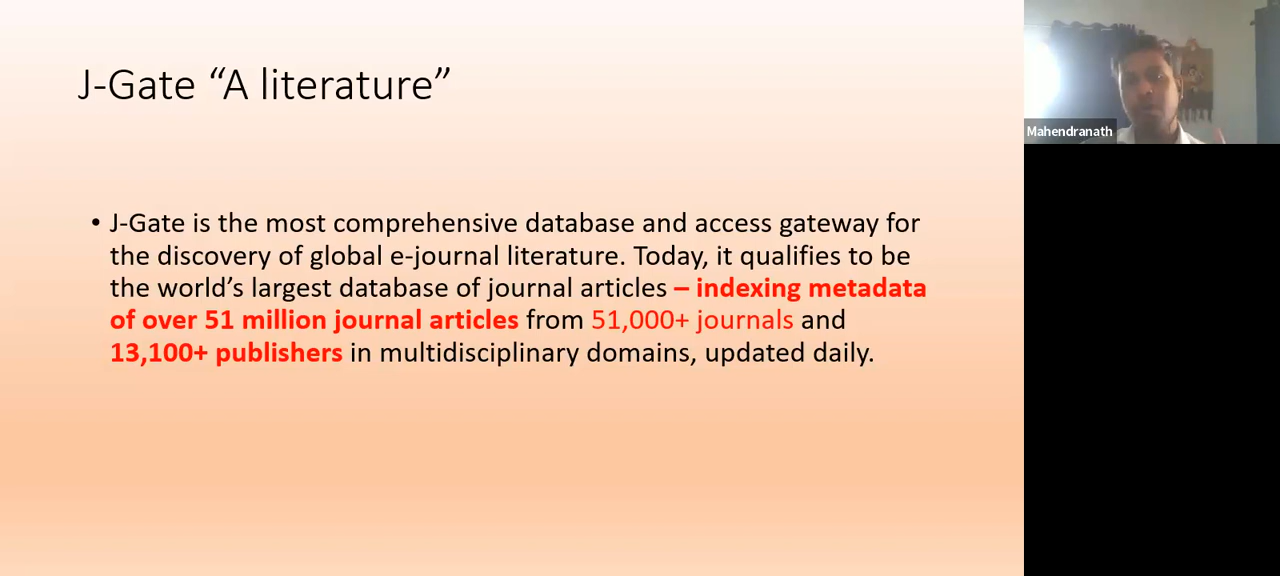 J-Gate “A literature”
Mahendranath
• J-Gate is the most comprehensive database and access gateway for
the discovery of global e-journal literature. Today, it qualifies to be
the world’s largest database of journal articles – indexing metadata
of over 51 million journal articles from 51,000+ journals and
13,100+ publishers in multidisciplinary domains, updated daily.